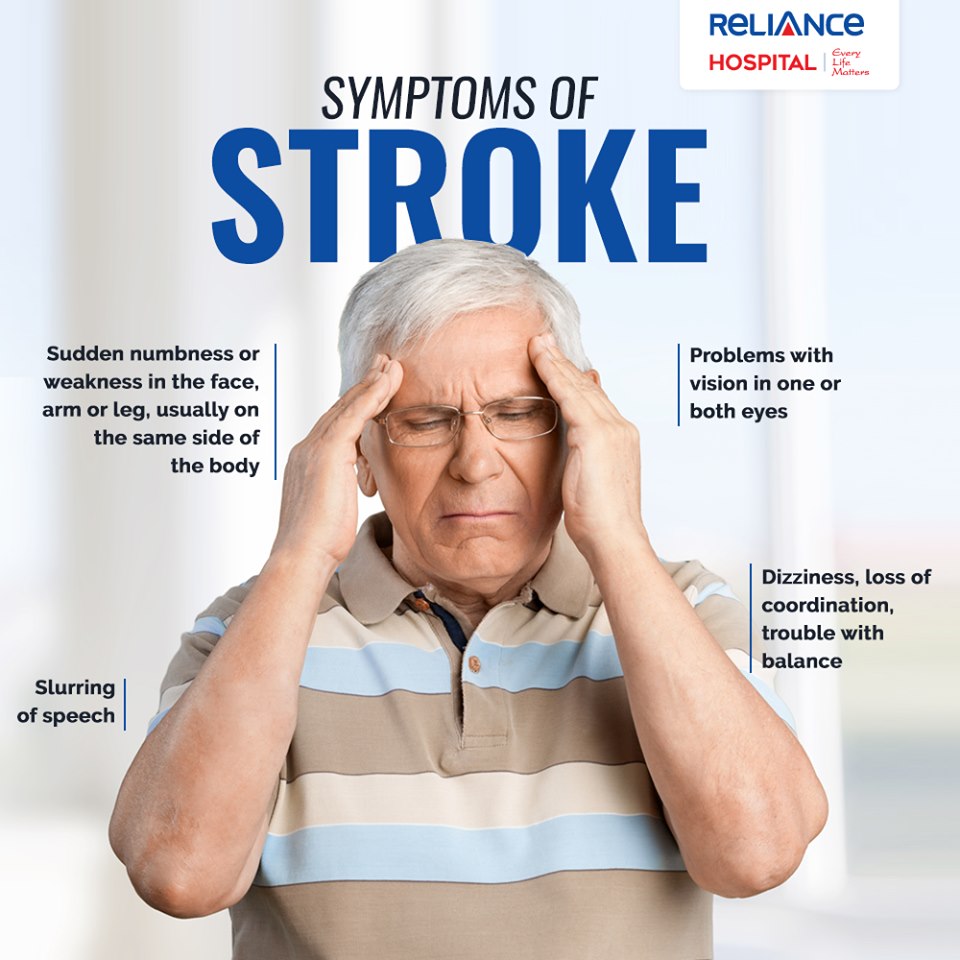 RELIANCE
HOSPITAL
Every
Life
Matters
SYMPTOMS OF
STROKE
Sudden numbness or
weakness in the face,
arm or leg, usually on
the same side of
the body
Problems with
vision in one or
both eyes
Dizziness, loss of
coordination,
trouble with
balance
Slurring
of speech